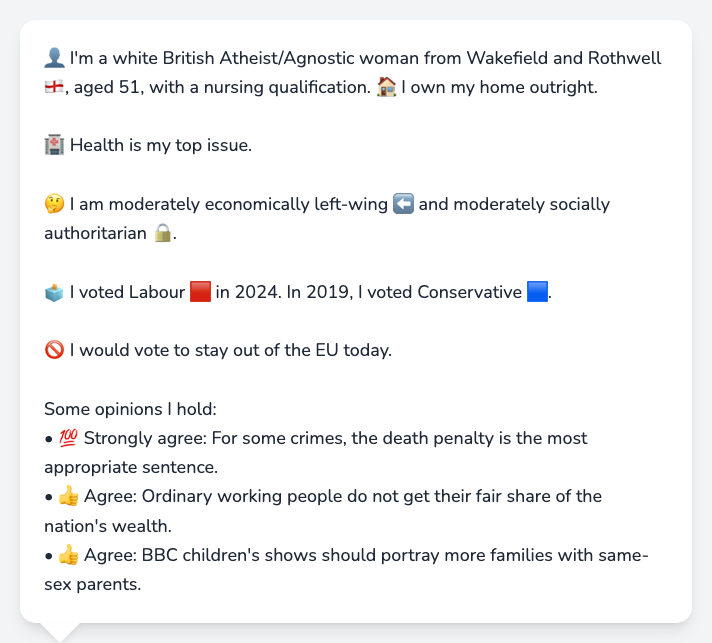 👤 I'm a white British Atheist/Agnostic woman from Wakefield and Rothwell
🏴󠁧󠁢󠁥󠁮󠁧󠁿, aged 51, with a nursing qualification. 🏠 I own my home outright.
🏥 Health is my top issue.
🤔 I am moderately economically left-wing ⬅️ and moderately socially
authoritarian 🔒.
🗳️ I voted Labour 🟥 in 2024. In 2019, I voted Conservative 🟦.
🚫 I would vote to stay out of the EU today.
Some opinions I hold:
• 💯 Strongly agree: For some crimes, the death penalty is the most
appropriate sentence.
• 👍 Agree: Ordinary working people do not get their fair share of the
nation's wealth.
• 👍 Agree: BBC children's shows should portray more families with same-
sex parents.